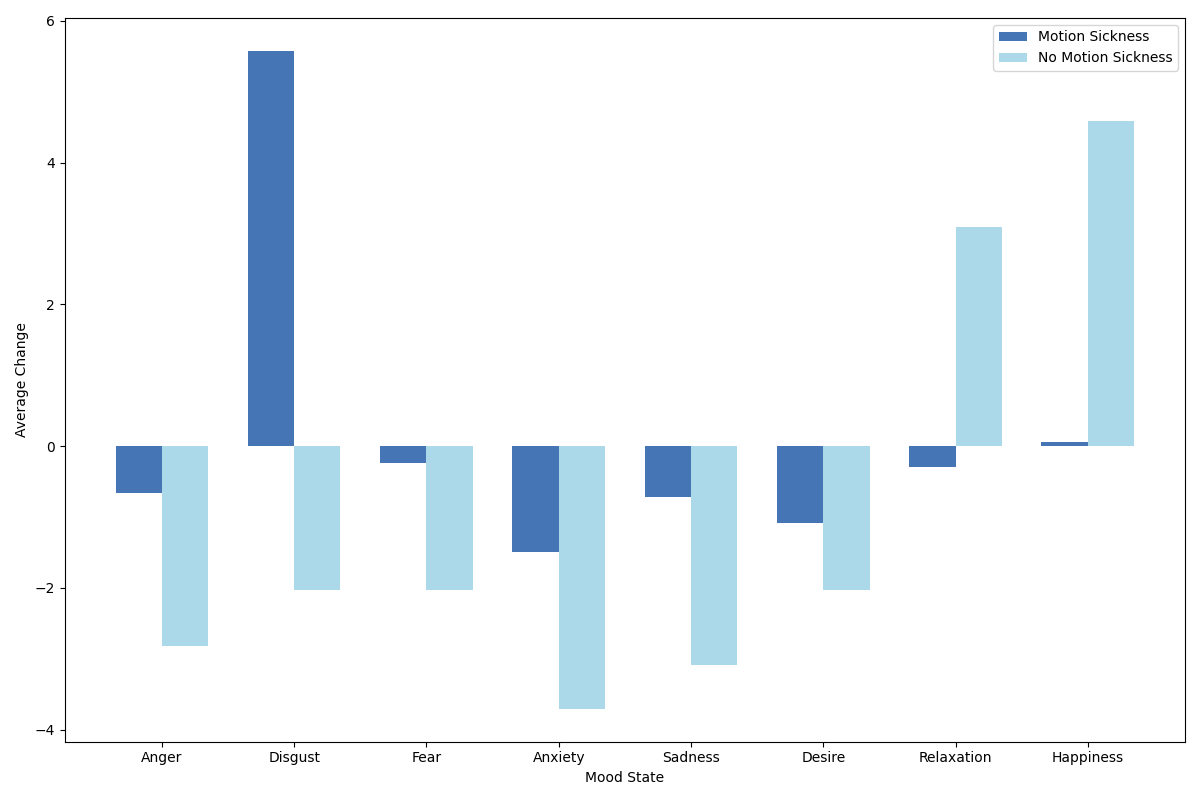 Motion Sickness
No Motion Sickness
6
4
2
0
−2
−4
Average Change
Anger
Disgust
Fear
Anxiety
Sadness
Desire
Relaxation
Happiness
Mood State